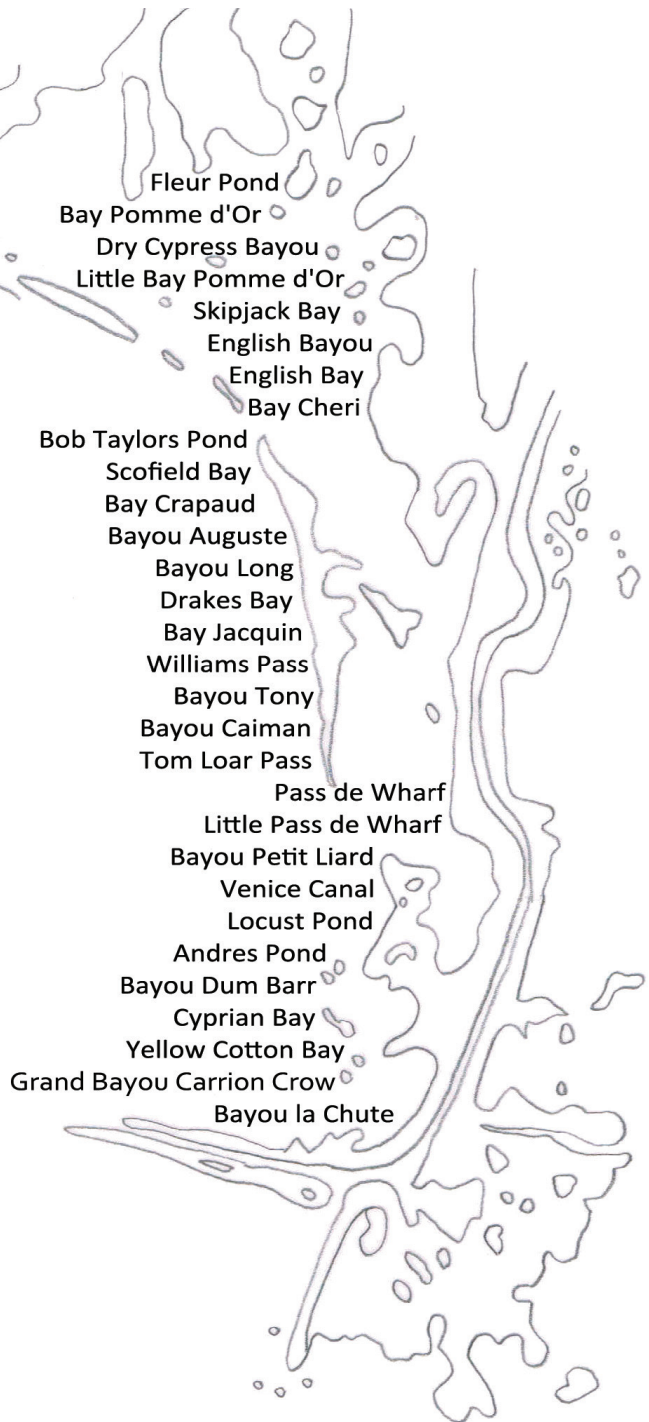 Fleur Pond
Bay Pomme d'Or
Dry Cypress Bayou
Little Bay Pomme d'Or
Skipjack Bay
English Bayou
English Bay
Bay Cheri
Bob Taylors Pond
Scofield Bay
Bay Crapaud
Bayou Auguste
Bayou Long
Drakes Bay
Bay Jacquin
Williams Pass
Bayou Tony
Bayou Caiman
Tom Loar Pass
Pass de Wharf
Little Pass de Wharf
Bayou Petit Liard
Venice Canal
Locust Pond
Andres Pond
Bayou Dum Barr
Cyprian Bay
Yellow Cotton Bay
Grand Bayou Carrion Crow
Bayou la Chute